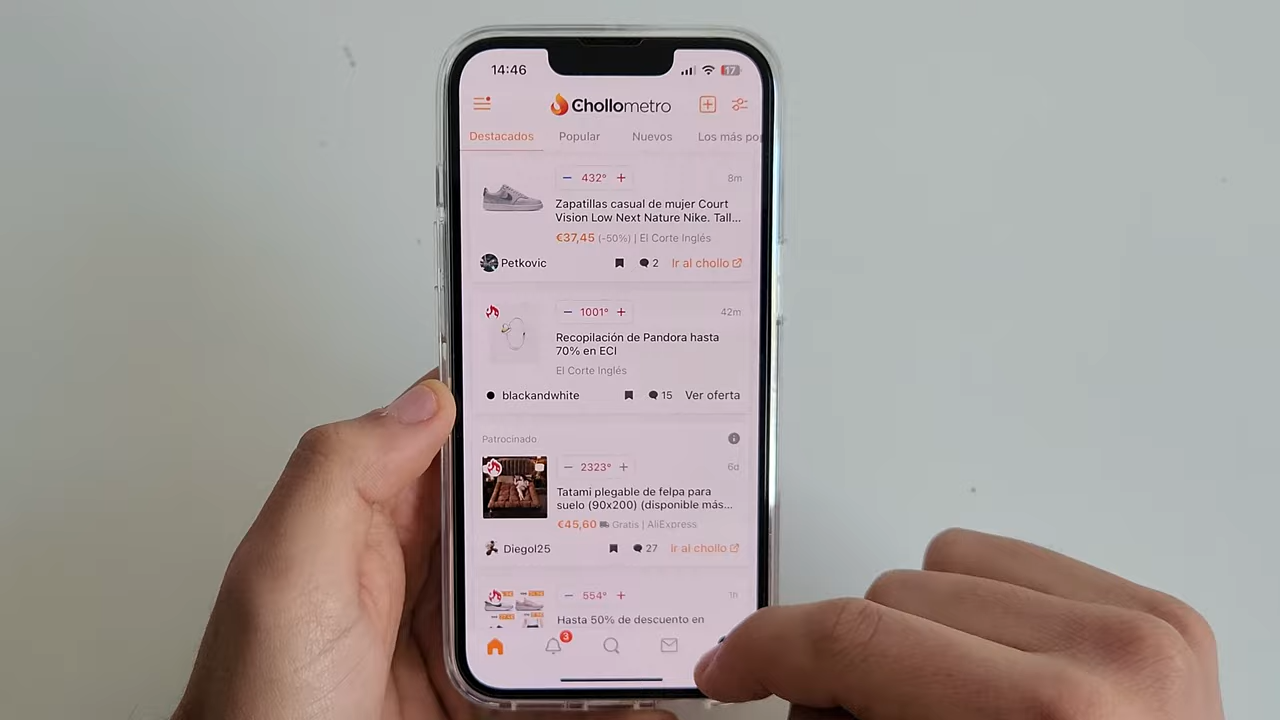 14:46
17
Chollometro
Destacados
Popular
Nuevos
Los más pop
432°
8m
Zapatillas casual de mujer Court
Vision Low Next Nature Nike. Tall...
€37,45 (-50%) | El Corte Inglés
Petkovic
2
Ir al chollo
1001°
42m
Recopilación de Pandora hasta
70% en ECI
El Corte Inglés
blackandwhite
15
Ver oferta
Patrocinado
2323°
6d
Tatami plegable de felpa para
suelo (90x200) (disponible más...
€45,60 Gratis | AliExpress
Diegol25
27
Ir al chollo
554°
1h
Hasta 50% de descuento en
3